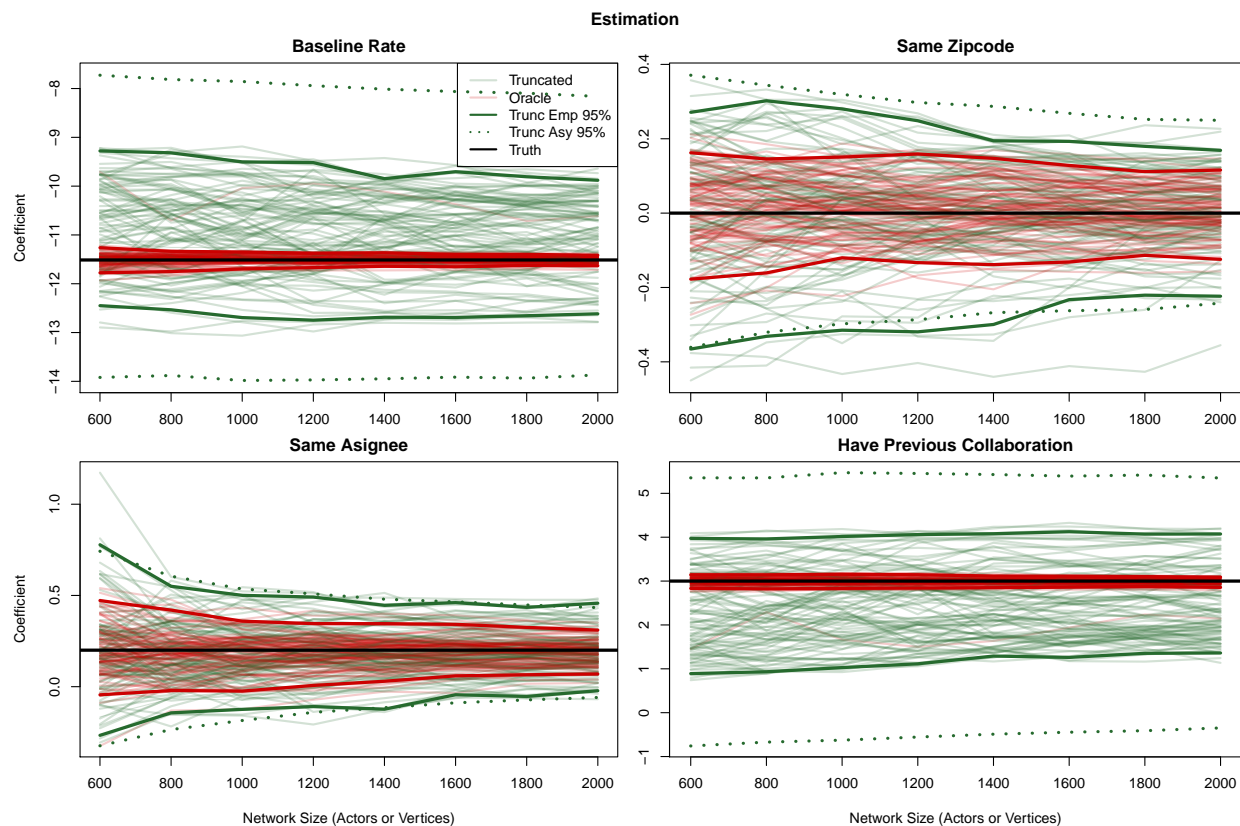 Estimation
Baseline Rate
Coefficient
−8
−9
−10
−11
−12
−13
−14
600 800 1000 1200 1400 1600 1800 2000
Truncated
Oracle
Trunc Emp 95%
Trunc Asy 95%
Truth
Same Zipcode
0.4
0.2
0.0
−0.2
−0.4
600 800 1000 1200 1400 1600 1800 2000
Same Asignee
Coefficient
1.0
0.5
0.0
600 800 1000 1200 1400 1600 1800 2000
Network Size (Actors or Vertices)
Have Previous Collaboration
5
4
3
2
1
0
−1
600 800 1000 1200 1400 1600 1800 2000
Network Size (Actors or Vertices)